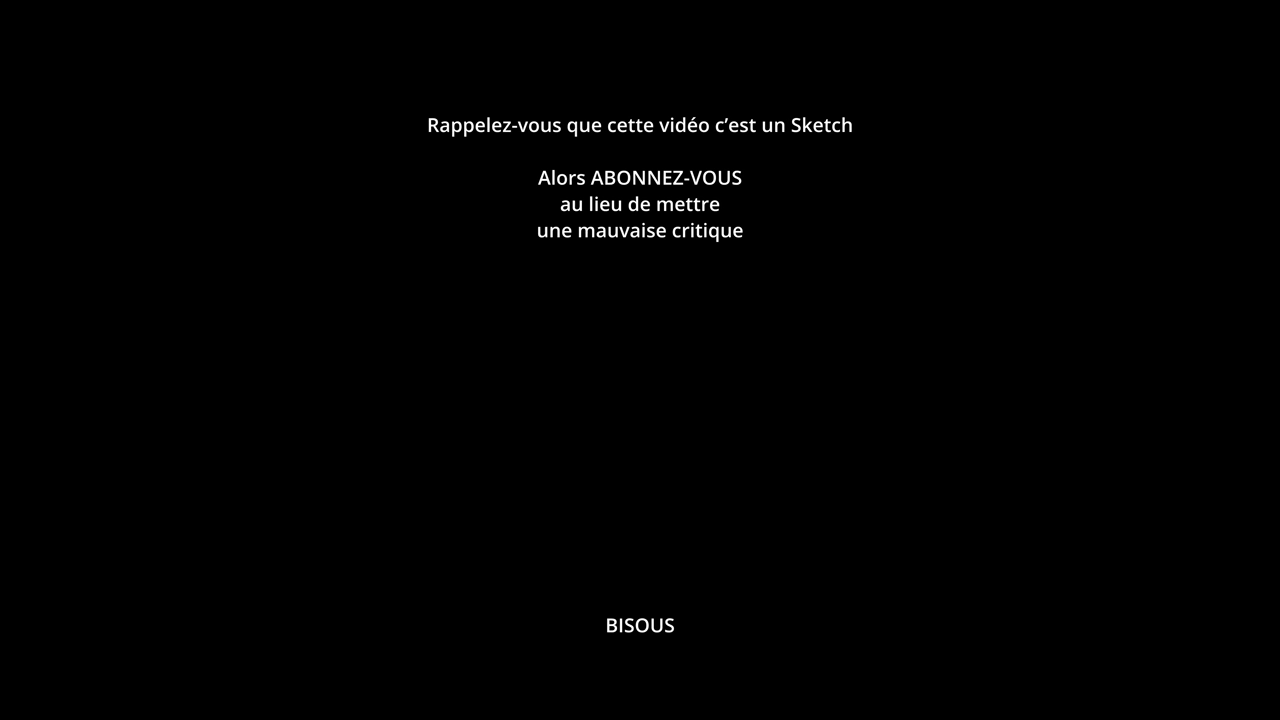 Rappelez-vous que cette vidéo c’est un Sketch
Alors ABONNEZ-VOUS
au lieu de mettre
une mauvaise critique
BISOUS